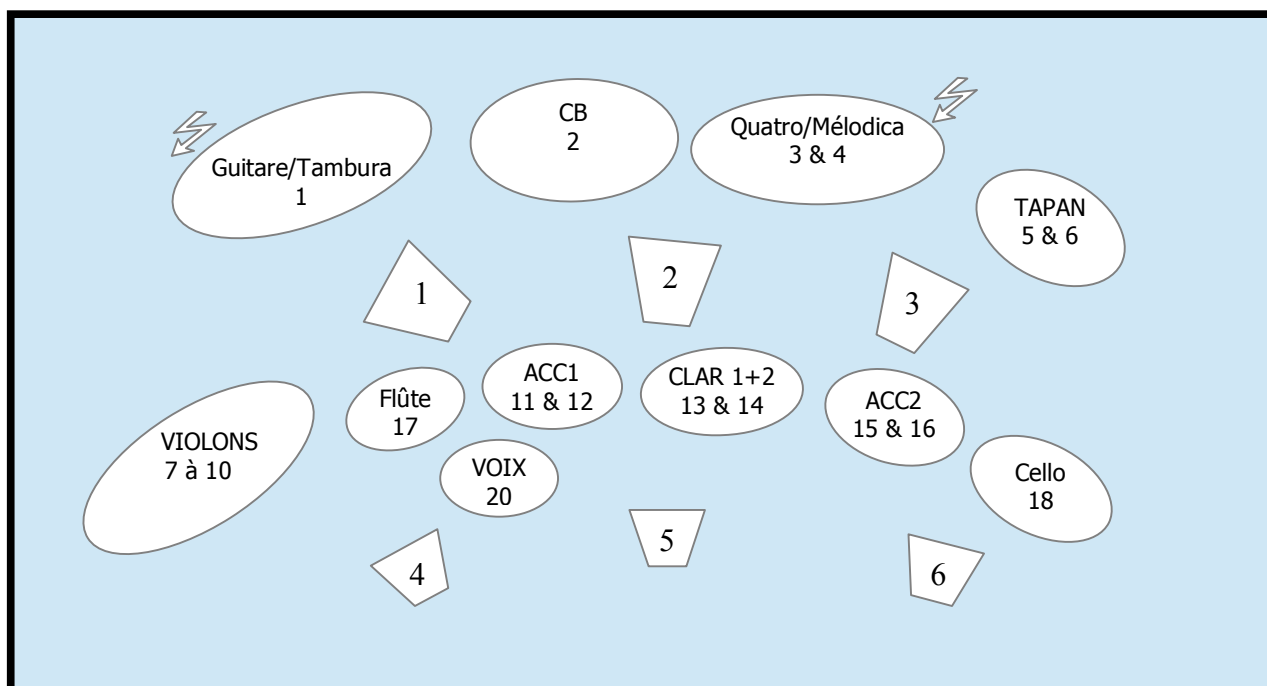 CB
2
Quatro/Mélodica
3 & 4
Guitare/Tambura
1
TAPAN
5 & 6
1
2
3
Flûte
17
ACC1
11 & 12
CLAR 1+2
13 & 14
ACC2
15 & 16
VIOLONS
7 à 10
VOIX
20
Cello
18
4
5
6